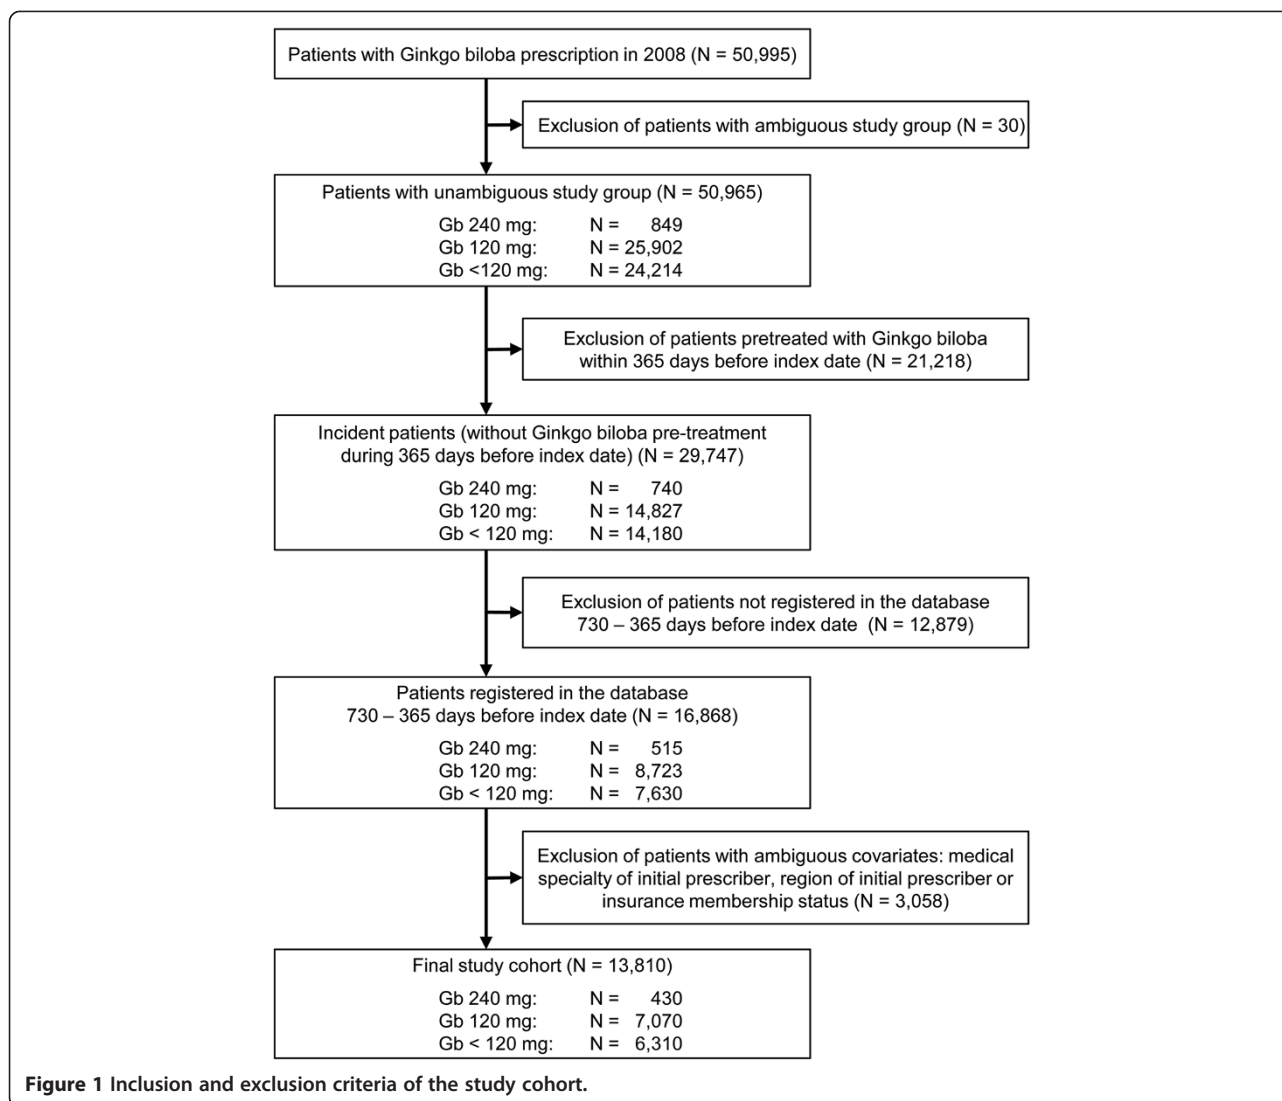 Patients with Ginkgo biloba prescription in 2008 (N = 50,995)
Exclusion of patients with ambiguous study group (N = 30)
Patients with unambiguous study group (N = 50,965)
Gb 240 mg: N = 849
Gb 120 mg: N = 25,902
Gb <120 mg: N = 24,214
Exclusion of patients pretreated with Ginkgo biloba
within 365 days before index date (N = 21,218)
Incident patients (without Ginkgo biloba pre-treatment
during 365 days before index date) (N = 29,747)
Gb 240 mg: N = 740
Gb 120 mg: N = 14,827
Gb < 120 mg: N = 14,180
Exclusion of patients not registered in the database
730 – 365 days before index date (N = 12,879)
Patients registered in the database
730 – 365 days before index date (N = 16,868)
Gb 240 mg: N = 515
Gb 120 mg: N = 8,723
Gb < 120 mg: N = 7,630
Exclusion of patients with ambiguous covariates: medical
specialty of initial prescriber, region of initial prescriber or
insurance membership status (N = 3,058)
Final study cohort (N = 13,810)
Gb 240 mg: N = 430
Gb 120 mg: N = 7,070
Gb < 120 mg: N = 6,310
Figure 1 Inclusion and exclusion criteria of the study cohort.